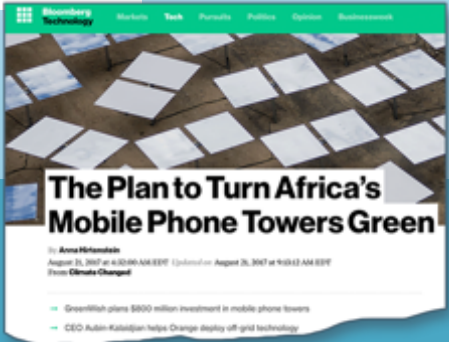 Bloomberg
Technology
Markets Tech Pursuits Politics Opinion Businessweek
The Plan to Turn Africa's
Mobile Phone Towers Green
By Anna Hirtenstein
August 21, 2017 at 4:32:00 AM EDT Updated on August 21, 2017 at 9:13:12 AM EDT
From Climate Changed
→ GreenWish plans $800 million investment in mobile phone towers
→ CEO Aubin-Kalaidjian helps Orange deploy off-grid technology